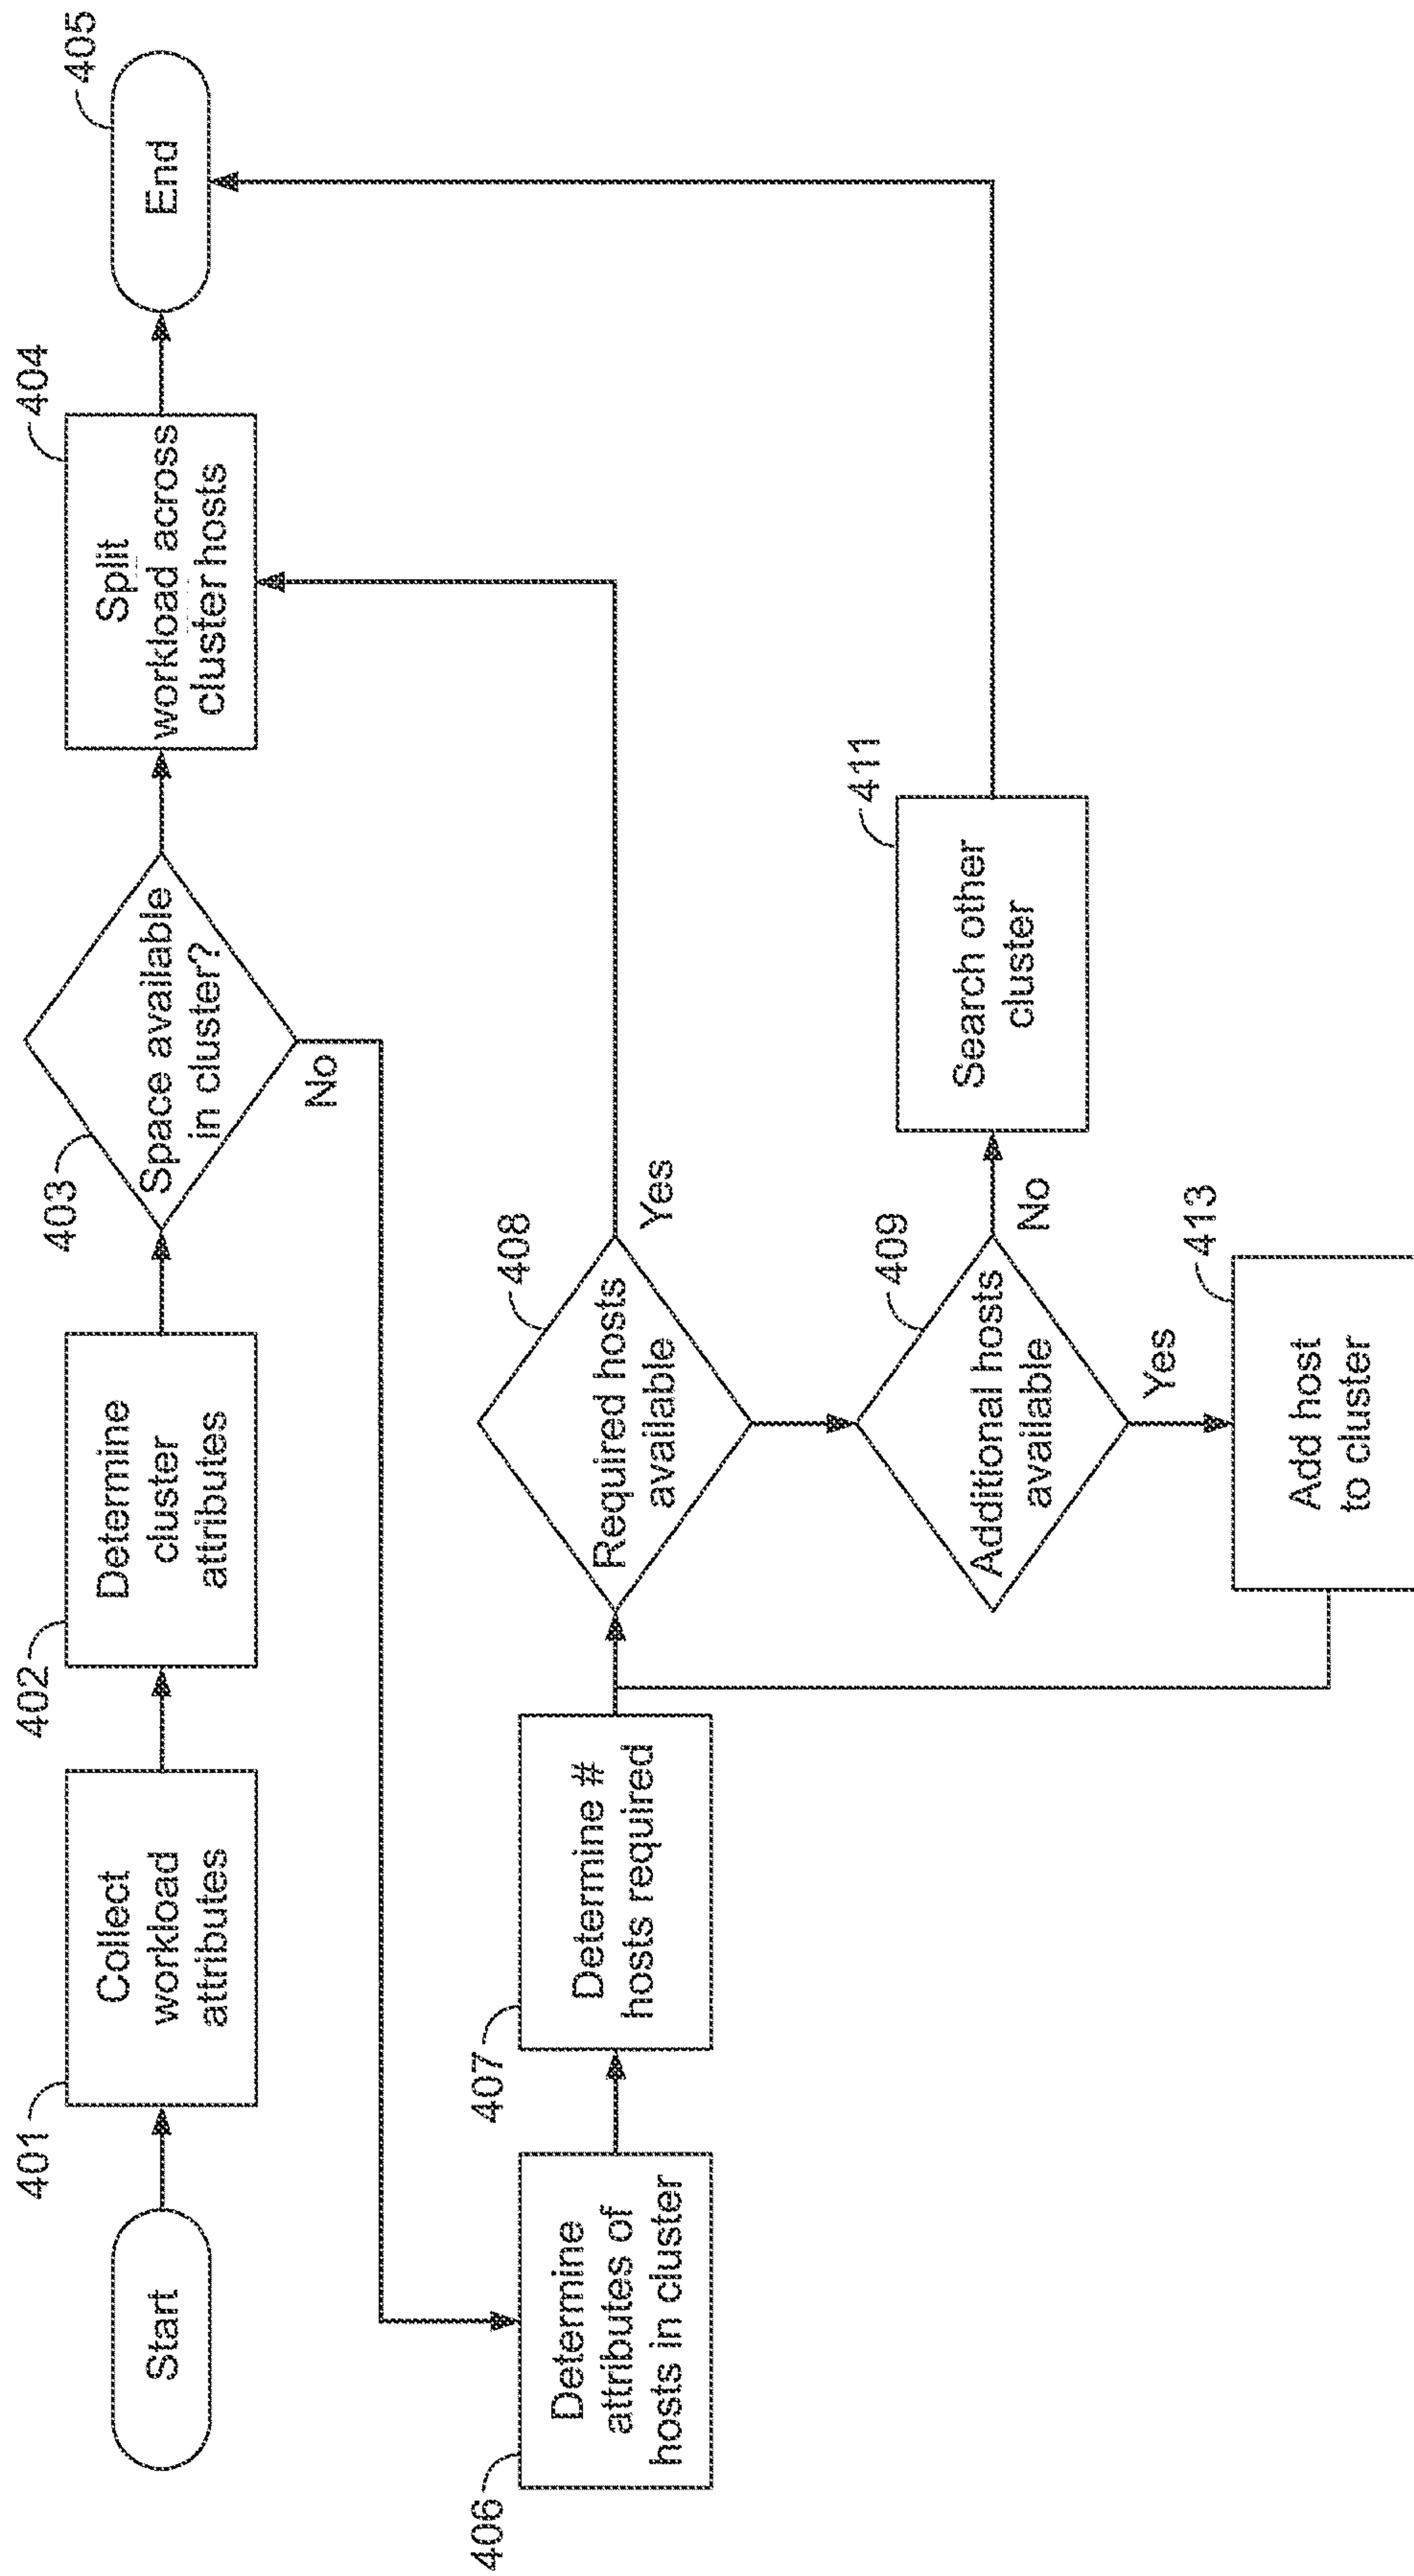 Start
401
Collect
workload
attributes
402
Determine
cluster
attributes
403
Space available
in cluster?
No
404
Split
workload across
cluster hosts
405
End
406
Determine
attributes of
hosts in cluster
407
Determine #
hosts required
408
Required hosts
available
Yes
409
Additional hosts
available
No
Yes
411
Search other
cluster
413
Add host
to cluster